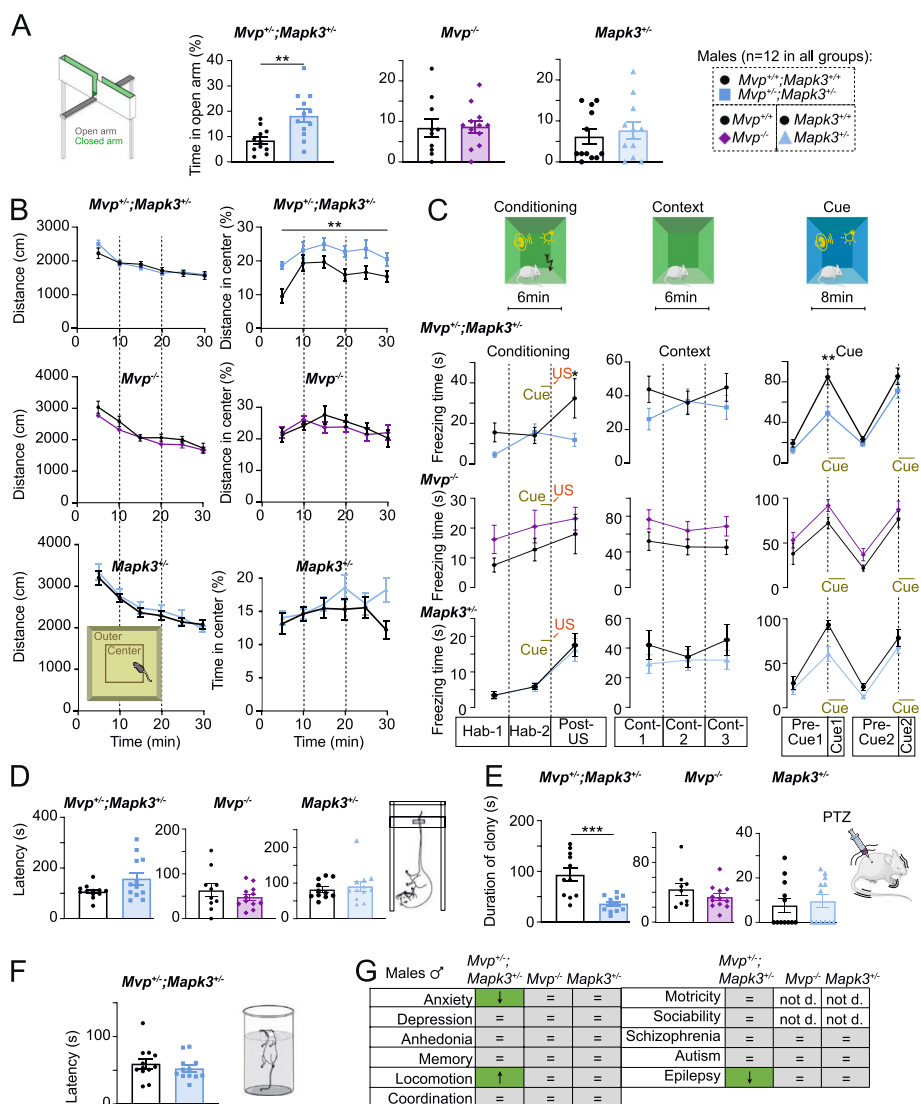 A
Mvp+/-;Mapk3+/-
Mvp-/-
Mapk3+/-
Time in open arm (%)
40
30
20
10
0
**
30
20
10
0
30
20
10
0
Open arm
Closed arm
Males (n=12 in all groups):
Mvp+/+;Mapk3+/+
Mvp+/-;Mapk3+/-
Mvp+/+
Mapk3+/+
Mvp-/-
Mapk3+/-
B
Mvp+/-;Mapk3+/-
Distance (cm)
3000
2000
1000
0
0 10 20 30
Mvp+/-;Mapk3+/-
Distance in center (%)
30
20
10
0
**
0 10 20 30
Mvp-/-
Distance (cm)
4000
3000
2000
1000
0
0 10 20 30
Mvp-/-
Distance in center (%)
40
30
20
10
0
0 10 20 30
Mapk3+/-
Distance (cm)
4000
3000
2000
1000
0
Outer
Center
0 10 20 30
Time (min)
Mapk3+/-
Time in center (%)
25
20
15
10
5
0
0 10 20 30
Time (min)
C
Conditioning
Context
Cue
6min
6min
8min
Mvp+/-;Mapk3+/-
Conditioning
Context
Cue
Freezing time (s)
40
20
0
Cue
US
*
60
40
20
0
80
60
40
20
0
**
Cue
Cue
Mvp-/-
Freezing time (s)
30
20
10
0
Cue
US
100
50
0
100
50
0
Cue
Cue
Mapk3+/-
Freezing time (s)
20
10
0
Cue
US
60
40
20
0
100
50
0
Cue
Cue
Hab-1
Hab-2
Post-US
Cont-1
Cont-2
Cont-3
Pre-Cue1
Cue1
Pre-Cue2
Cue2
D
Mvp+/-;Mapk3+/-
Mvp-/-
Mapk3+/-
Latency (s)
400
200
0
200
100
0
200
100
0
E
Mvp+/-;Mapk3+/-
Mvp-/-
Mapk3+/-
Duration of clony (s)
200
100
0
***
100
50
0
40
20
0
PTZ
F
Mvp+/-;Mapk3+/-
Latency (s)
100
50
0
G
Males ♂
Mvp+/-;Mapk3+/-
Mvp-/-
Mapk3+/-
Anxiety ↓ = =
Depression = = =
Anhedonia = = =
Memory = = =
Locomotion ↑ = =
Coordination = = =
Mvp+/-;
Mapk3+/-
Mvp-/-
Mapk3+/-
Motricity = not d. not d.
Sociability = not d. not d.
Schizophrenia = = =
Autism = = =
Epilepsy ↓ = =